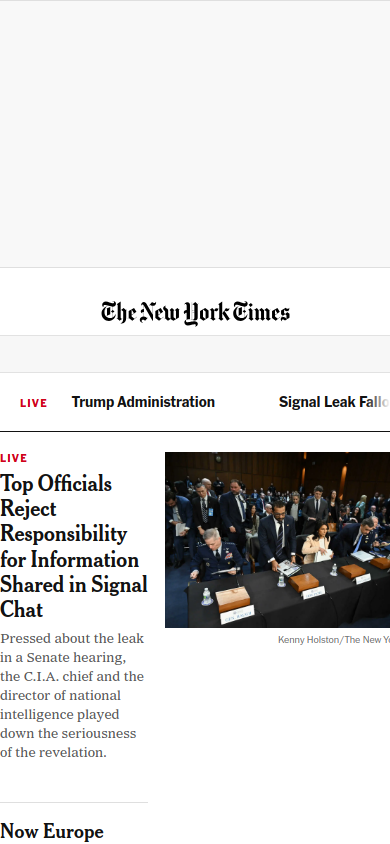 The New York Times
LIVE
Trump Administration
Signal Leak Fallo
LIVE
Top Officials
Reject
Responsibility
for Information
Shared in Signal
Chat
Pressed about the leak
in a Senate hearing,
the C.I.A. chief and the
director of national
intelligence played
down the seriousness
of the revelation.
Kenny Holston/The New Yo
Now Europe